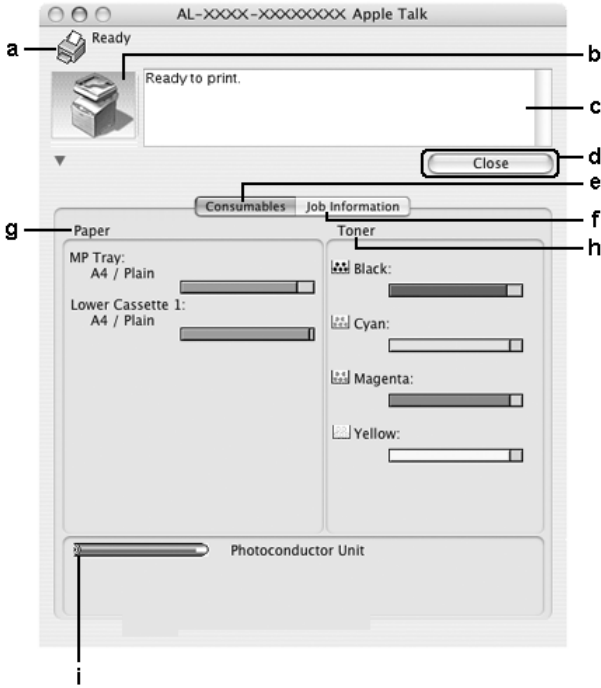 AL-XXXX-XXXXXXXX Apple Talk
a
Ready
b
Ready to print.
c
d
Close
e
Consumables
Job Information
f
g
Paper
Toner
h
MP Tray:
A4 / Plain
Black:
Lower Cassette 1:
A4 / Plain
Cyan:
Magenta:
Yellow:
Photoconductor Unit
i